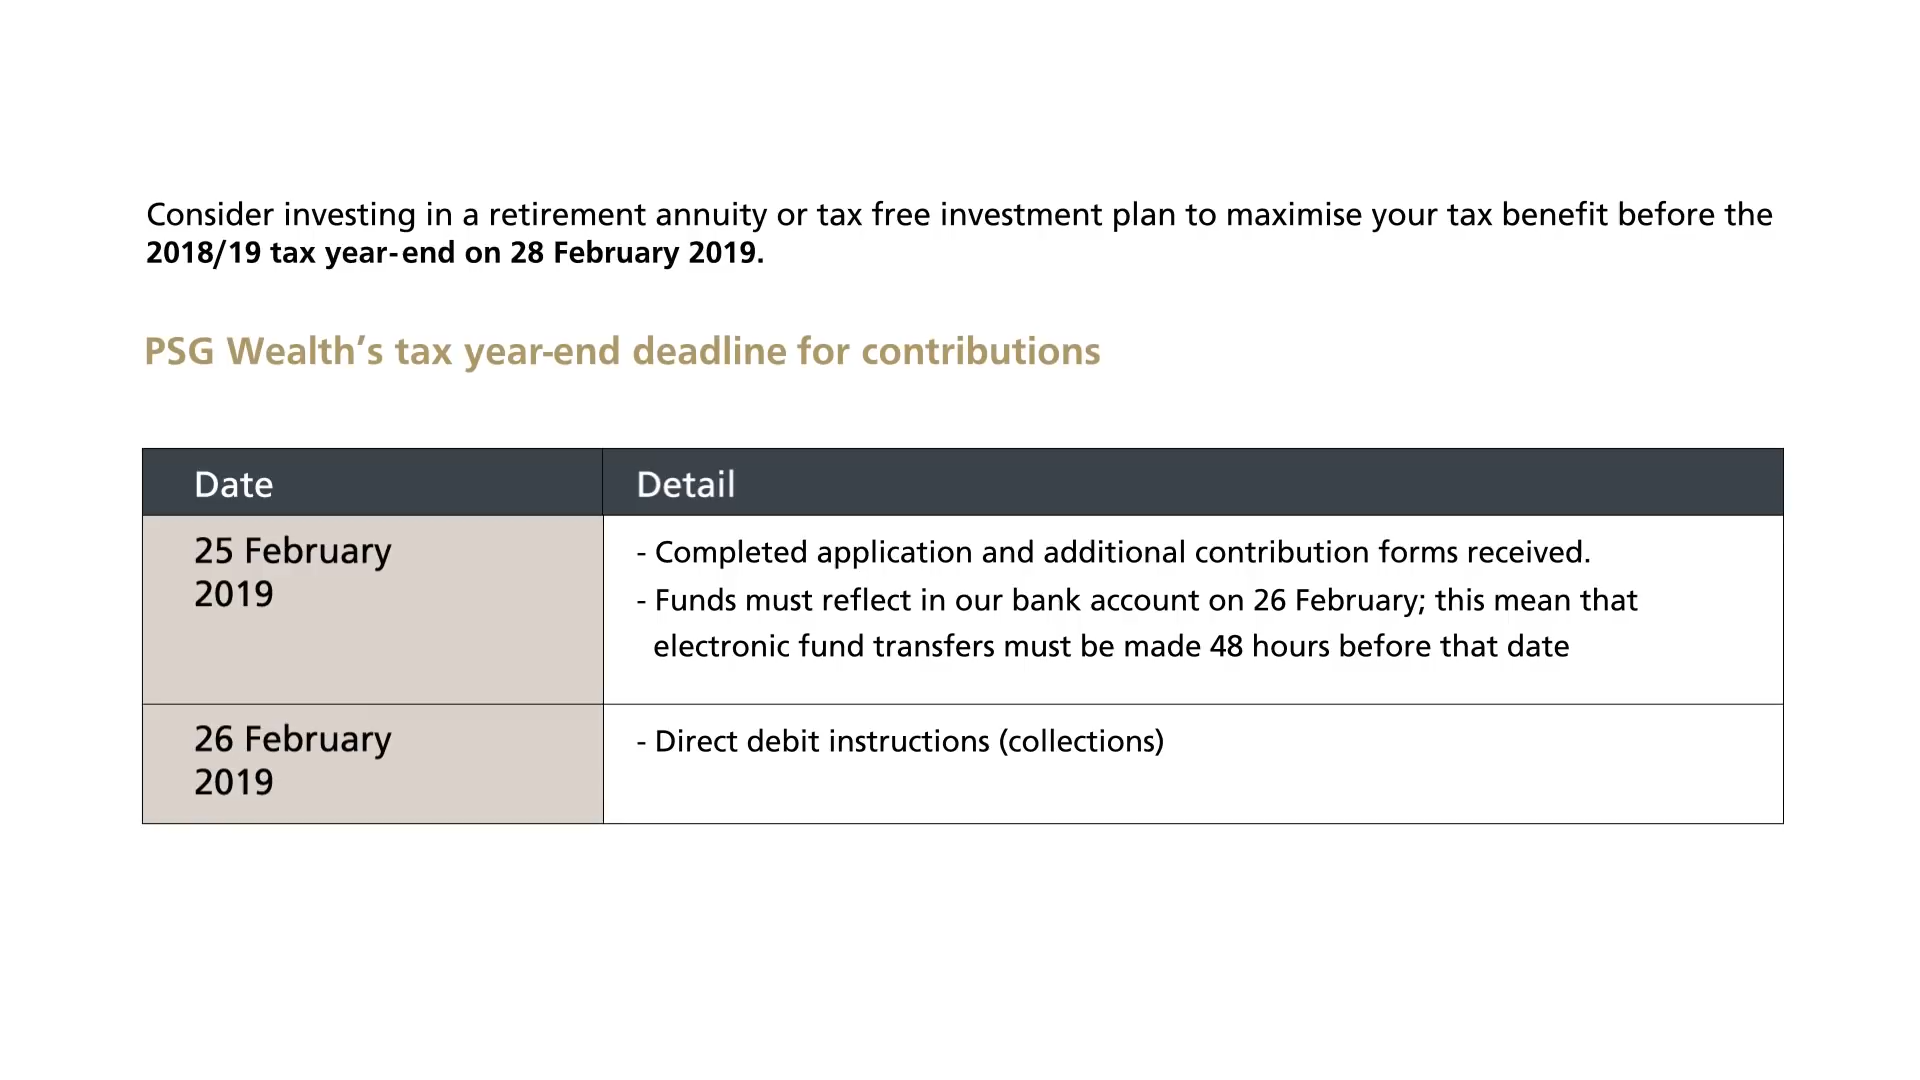 Consider investing in a retirement annuity or tax free investment plan to maximise your tax benefit before the
2018/19 tax year-end on 28 February 2019.
PSG Wealth’s tax year-end deadline for contributions
Date
Detail
25 February
2019
- Completed application and additional contribution forms received.
- Funds must reflect in our bank account on 26 February; this mean that
electronic fund transfers must be made 48 hours before that date
26 February
2019
- Direct debit instructions (collections)